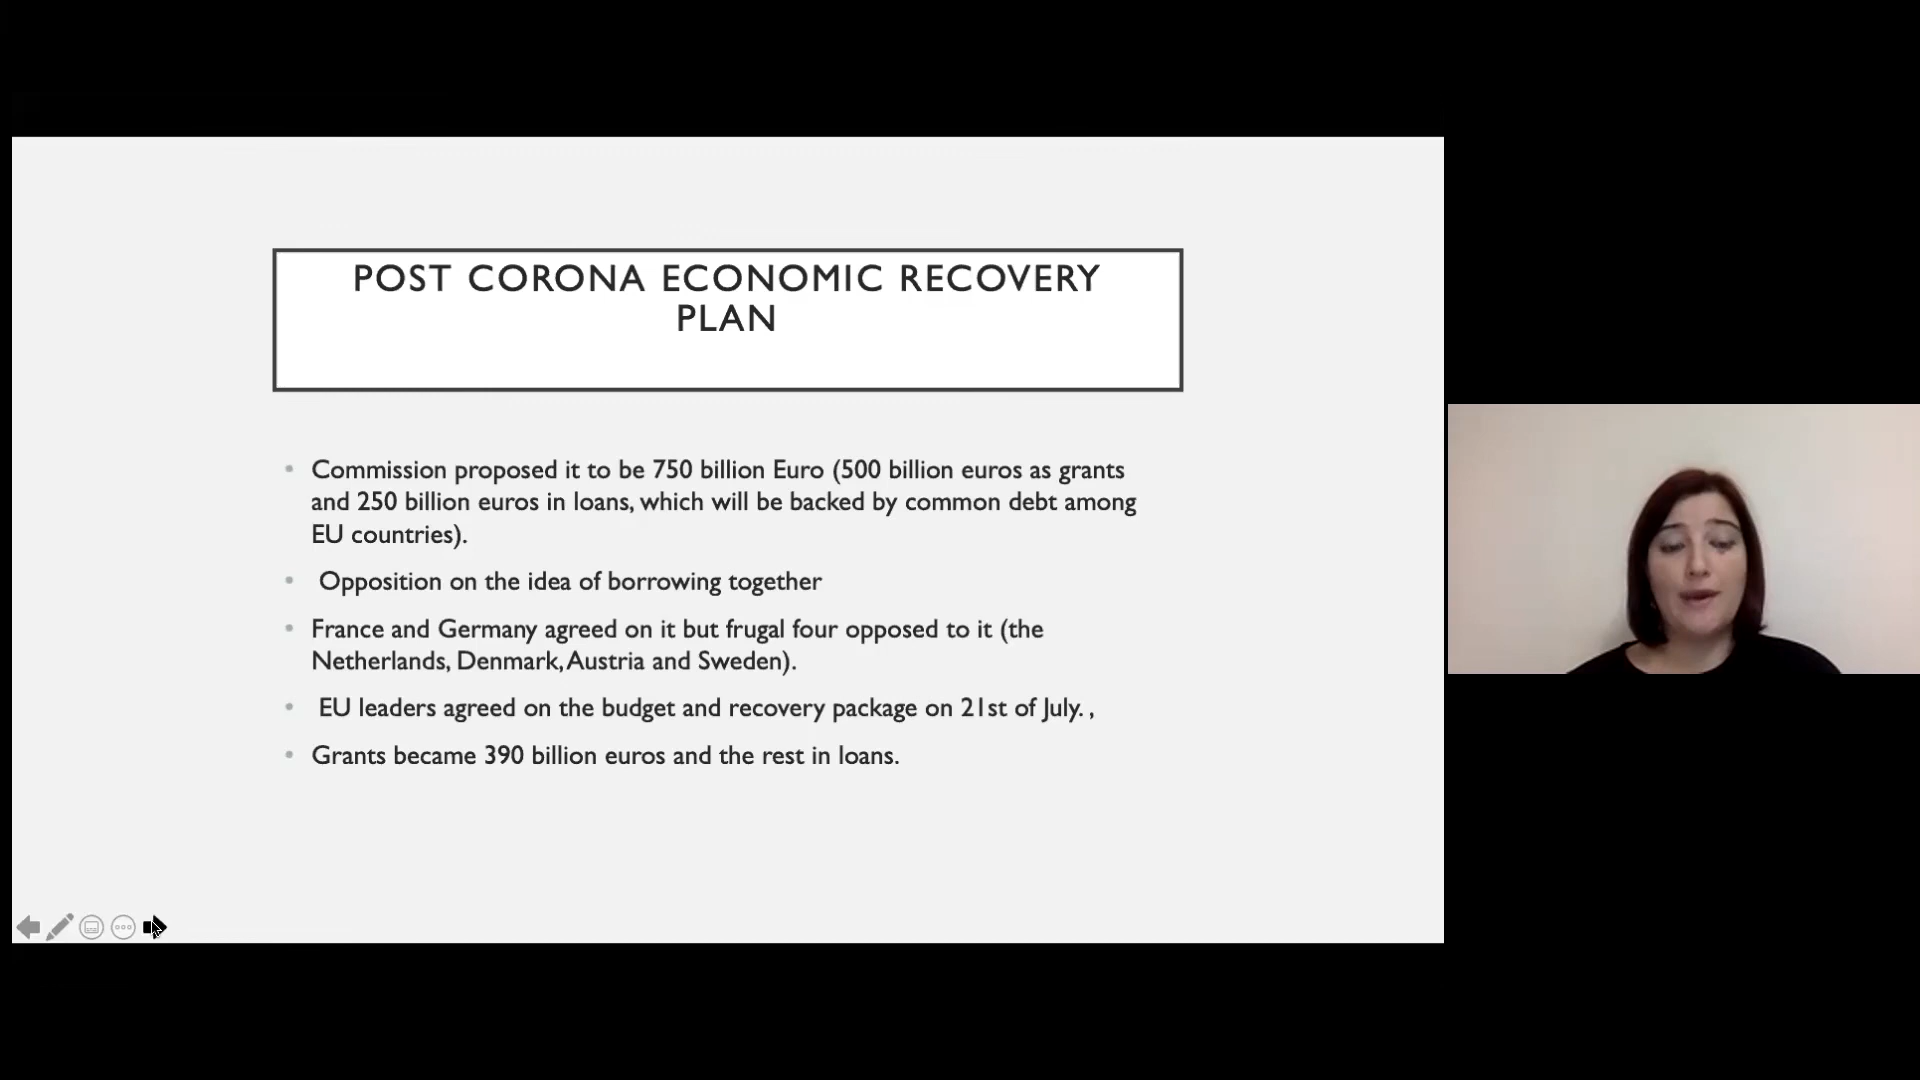 POST CORONA ECONOMIC RECOVERY
PLAN
• Commission proposed it to be 750 billion Euro (500 billion euros as grants
and 250 billion euros in loans, which will be backed by common debt among
EU countries).
• Opposition on the idea of borrowing together
• France and Germany agreed on it but frugal four opposed to it (the
Netherlands, Denmark, Austria and Sweden).
• EU leaders agreed on the budget and recovery package on 21st of July. ,
• Grants became 390 billion euros and the rest in loans.